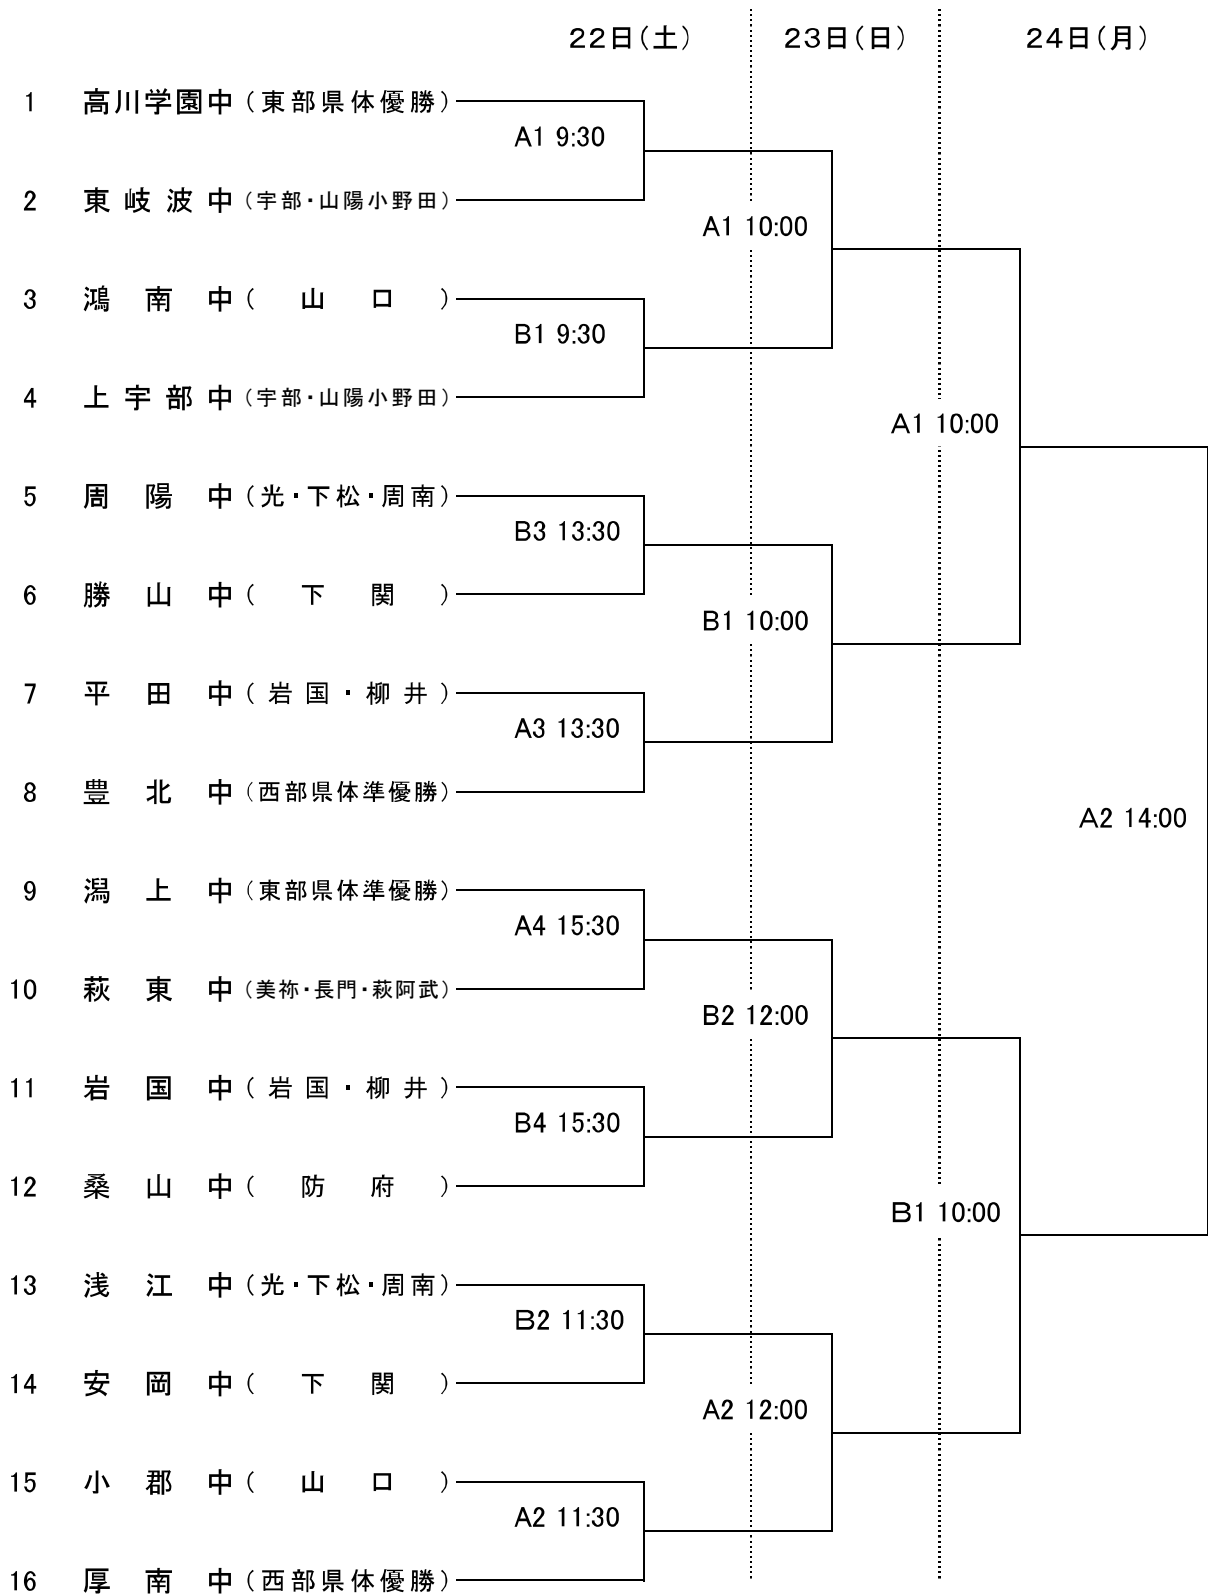 22日(土) 23日(日) 24日(月)
1 高川学園中(東部県体優勝)
A1 9:30
2 東岐波中(宇部・山陽小野田)
A1 10:00
3 鴻南中(山口)
B1 9:30
4 上宇部中(宇部・山陽小野田)
A1 10:00
5 周陽中(光・下松・周南)
B3 13:30
6 勝山中(下関)
B1 10:00
7 平田中(岩国・柳井)
A3 13:30
8 豊北中(西部県体準優勝)
A2 14:00
9 潟上中(東部県体準優勝)
A4 15:30
10 萩東中(美祢・長門・萩阿武)
B2 12:00
11 岩国中(岩国・柳井)
B4 15:30
12 桑山中(防府)
B1 10:00
13 浅江中(光・下松・周南)
B2 11:30
14 安岡中(下関)
A2 12:00
15 小郡中(山口)
A2 11:30
16 厚南中(西部県体優勝)